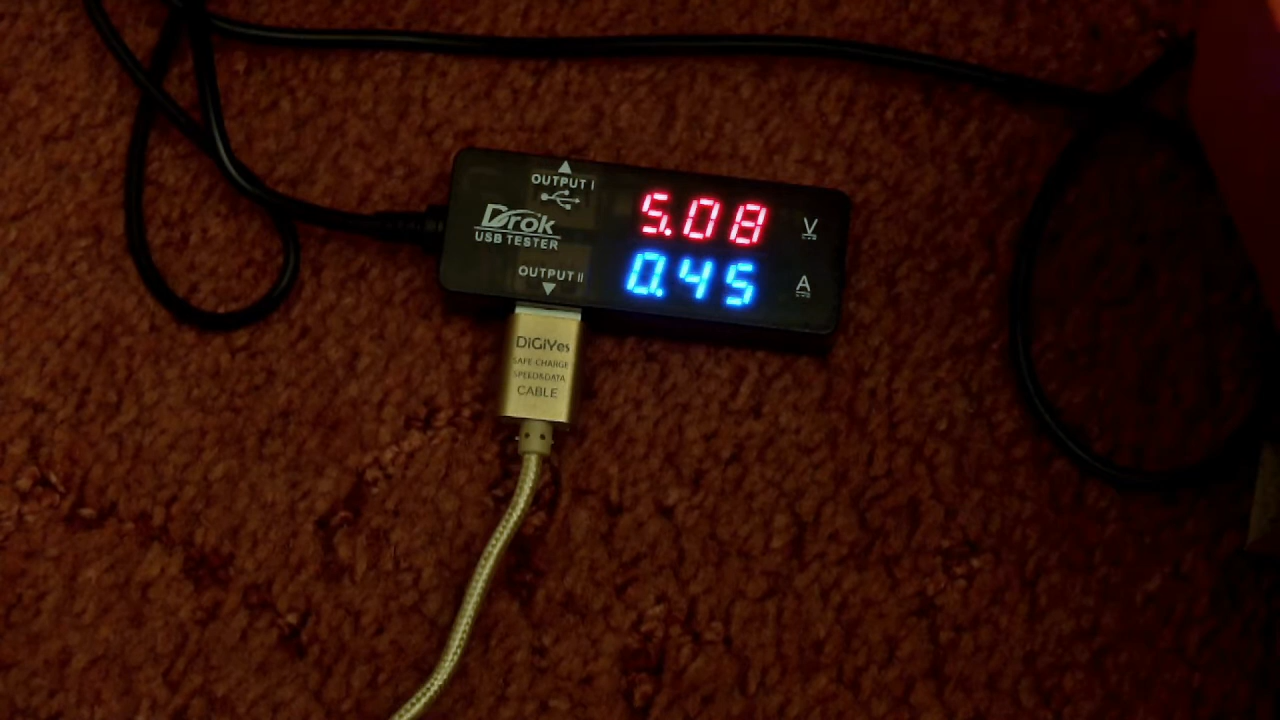 OUTPUT I
Drok
USB TESTER
OUTPUT II
5.08 V
0.45 A
DiGiYes
SAFE CHARGE
SPEED&DATA
CABLE